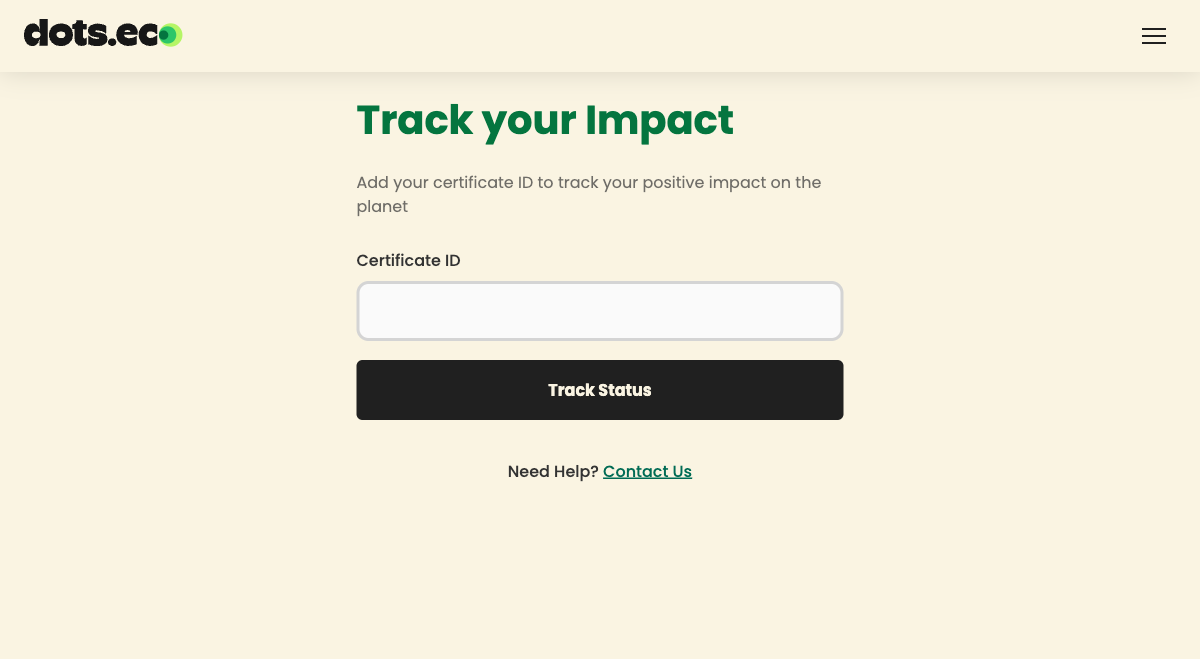 dots.eco
Track your Impact
Add your certificate ID to track your positive impact on the
planet
Certificate ID
Track Status
Need Help? Contact Us